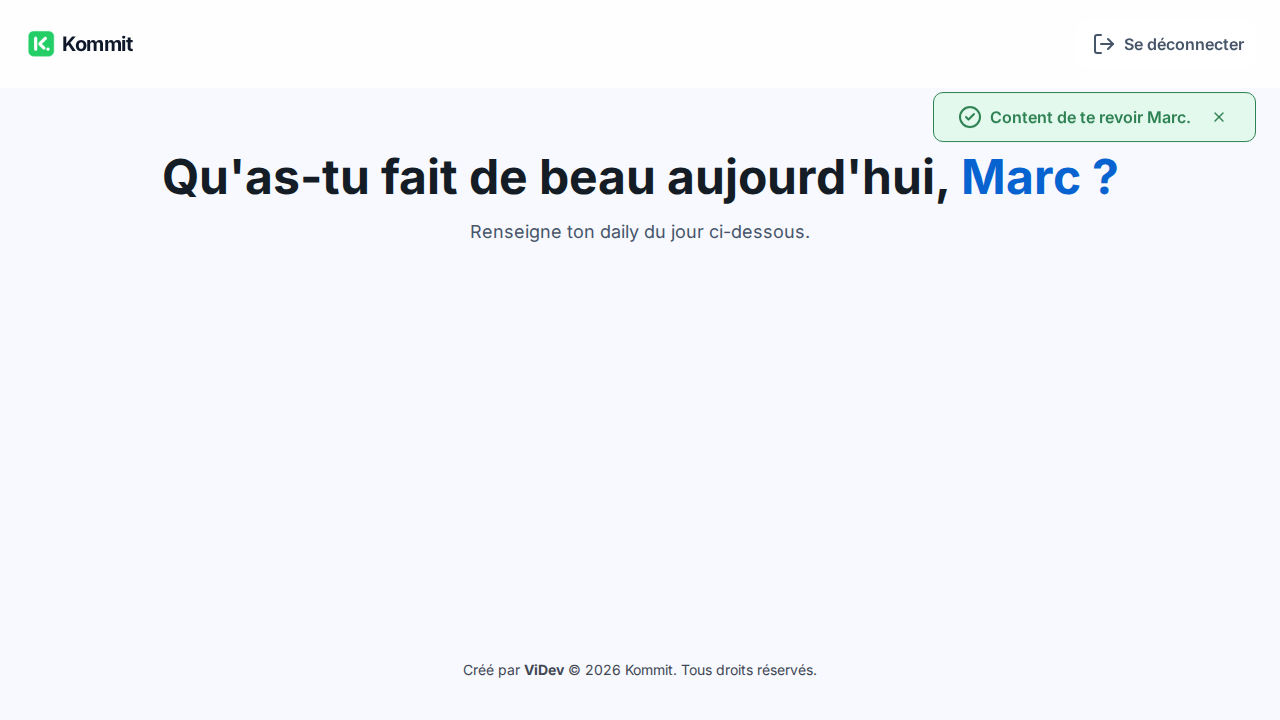 Kommit
Se déconnecter
Content de te revoir Marc.
Qu'as-tu fait de beau aujourd'hui, Marc ?
Renseigne ton daily du jour ci-dessous.
Créé par ViDev © 2026 Kommit. Tous droits réservés.